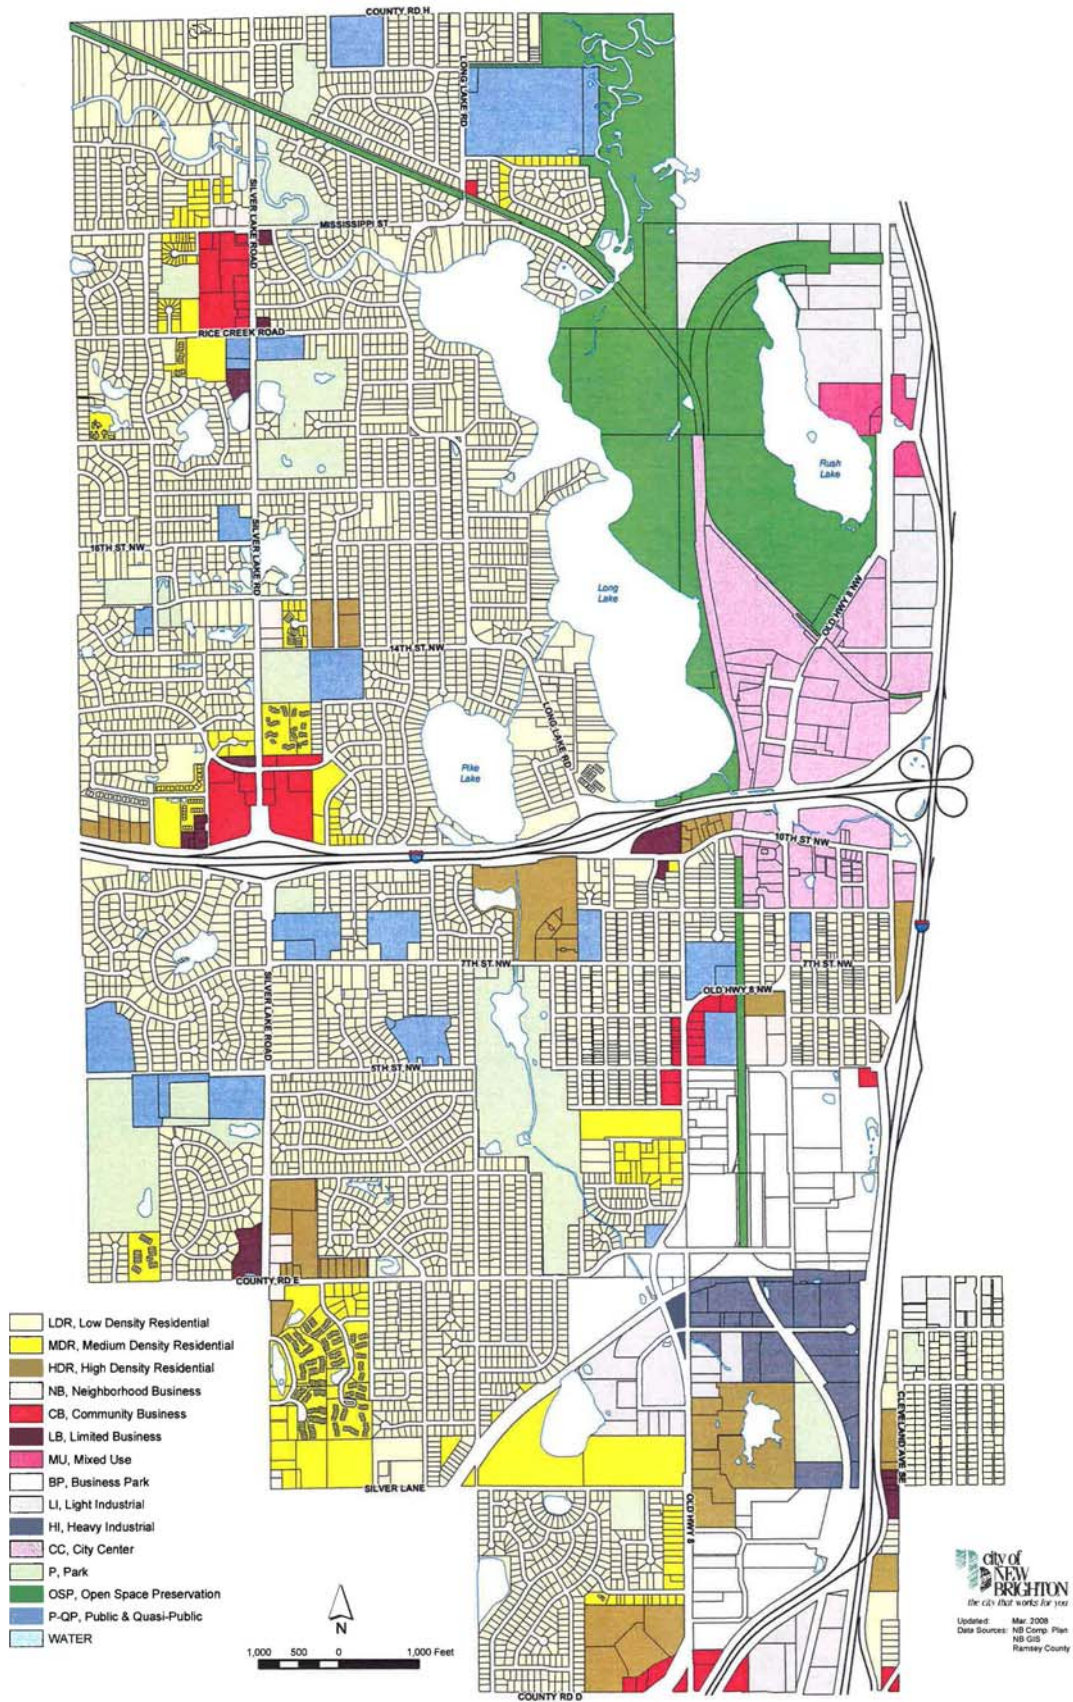 COUNTY RD H
LONG LAKE RD
SILVER LAKE ROAD
MISSISSIPPI ST
RICE CREEK ROAD
Rush
Lake
16TH ST NW
SILVER LAKE RD
Long
Lake
OLD HWY 8 NW
14TH ST NW
LONG LAKE RD
Pike
Lake
10TH ST NW
7TH ST NW
7TH ST NW
SILVER LAKE ROAD
OLD HWY 8 NW
5TH ST NW
COUNTY RD E
CLEVELAND AVE SE
SILVER LANE
OLD HWY 8
COUNTY RD D
LDR, Low Density Residential
MDR, Medium Density Residential
HDR, High Density Residential
NB, Neighborhood Business
CB, Community Business
LB, Limited Business
MU, Mixed Use
BP, Business Park
LI, Light Industrial
HI, Heavy Industrial
CC, City Center
P, Park
OSP, Open Space Preservation
P-QP, Public & Quasi-Public
WATER
N
1,000 500 0 1,000 Feet
city of
NEW
BRIGHTON
the city that works for you
Updated: Mar. 2008
Data Sources: NB Comp. Plan
NB GIS
Ramsey County